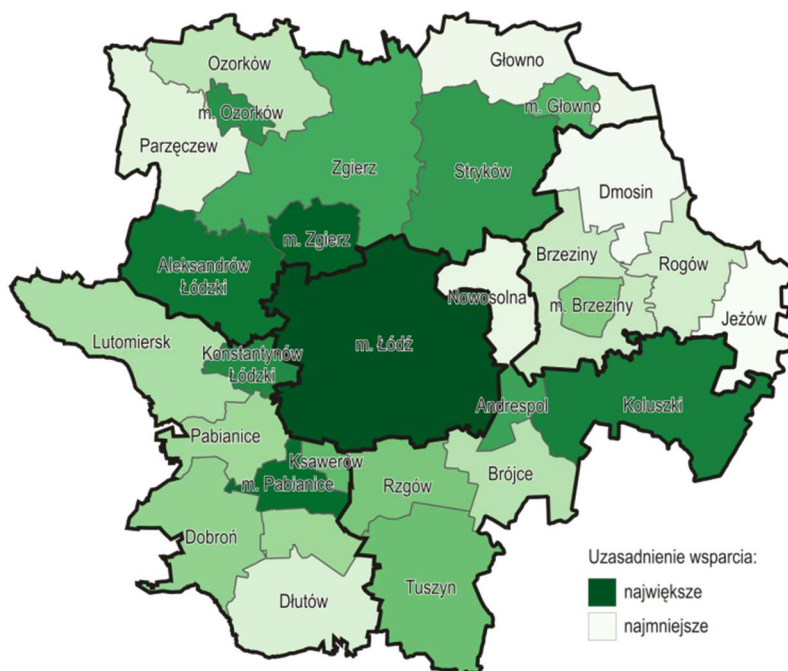 Głowno
Ozorków
m. Głowno
m. Ozorków
Parzęczew
Zgierz
Stryków
Dmosin
m. Zgierz
Brzeziny
Rogów
Aleksandrów
Łódzki
Nowosolna
m. Brzeziny
Jeżów
Lutomiersk
m. Łódź
Konstantynów
Łódzki
Andrespol
Koluszki
Pabianice
Ksawerów
m. Pabianice
Rzgów
Brójce
Dobroń
Tuszyn
Dłutów
Uzasadnienie wsparcia:
największe
najmniejsze